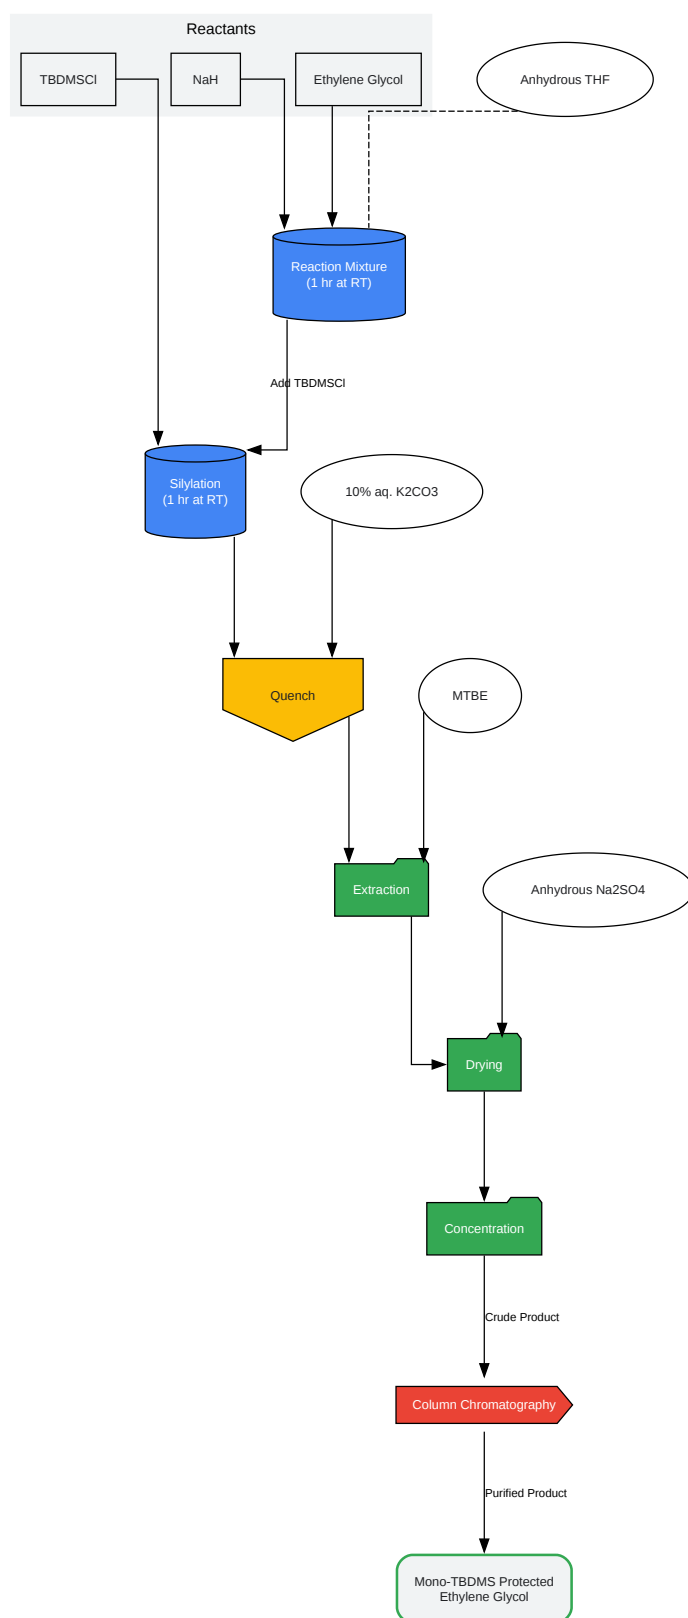 Reactants
TBDMSCl
NaH
Ethylene Glycol
Anhydrous THF
Reaction Mixture
(1 hr at RT)
Add TBDMSCl
Silylation
(1 hr at RT)
10% aq. K2CO3
Quench
MTBE
Extraction
Anhydrous Na2SO4
Drying
Concentration
Crude Product
Column Chromatography
Purified Product
Mono-TBDMS Protected
Ethylene Glycol